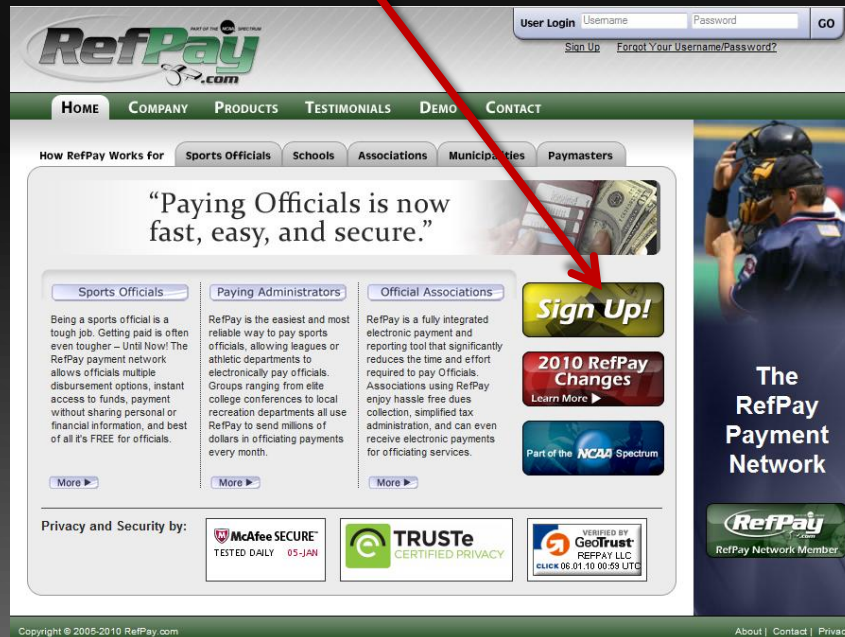 PART OF THE NCAA SPECTRUM
RefPay
.com
User Login Username Password GO
Sign Up Forgot Your Username/Password?
HOME COMPANY PRODUCTS TESTIMONIALS DEMO CONTACT
How RefPay Works for Sports Officials Schools Associations Municipalities Paymasters
“Paying Officials is now
fast, easy, and secure.”
Sports Officials
Being a sports official is a
tough job. Getting paid is often
even tougher – Until Now! The
RefPay payment network
allows officials multiple
disbursement options, instant
access to funds, payment
without sharing personal or
financial information, and best
of all it's FREE for officials.
More
Paying Administrators
RefPay is the easiest and most
reliable way to pay sports
officials, allowing leagues or
athletic departments to
electronically pay officials.
Groups ranging from elite
college conferences to local
recreation departments all use
RefPay to send millions of
dollars in officiating payments
every month.
More
Official Associations
RefPay is a fully integrated
electronic payment and
reporting tool that significantly
reduces the time and effort
required to pay Officials.
Associations using RefPay
enjoy hassle free dues
collection, simplified tax
administration, and can even
receive electronic payments
for officiating services.
More
Sign Up!
2010 RefPay
Changes
Learn More
Part of the NCAA Spectrum
The
RefPay
Payment
Network
RefPay
.com
RefPay Network Member
Privacy and Security by:
McAfee SECURE™
TESTED DAILY 05-JAN
TRUSTe
CERTIFIED PRIVACY
VERIFIED BY
GeoTrust
REFPAY LLC
CLICK 06.01.10 00:59 UTC
Copyright © 2005-2010 RefPay.com
About | Contact | Privac